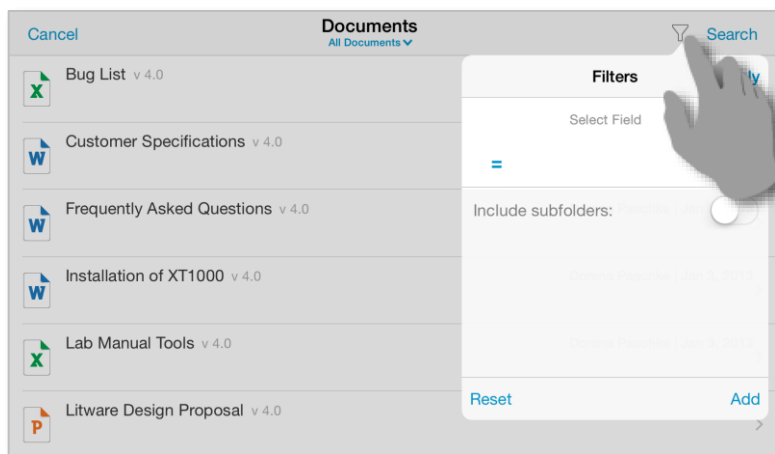 Cancel
Documents
All Documents
Search
Bug List v 4.0
Customer Specifications v 4.0
Frequently Asked Questions v 4.0
Installation of XT1000 v 4.0
Lab Manual Tools v 4.0
Litware Design Proposal v 4.0
Filters
Select Field
=
Include subfolders:
Reset
Add